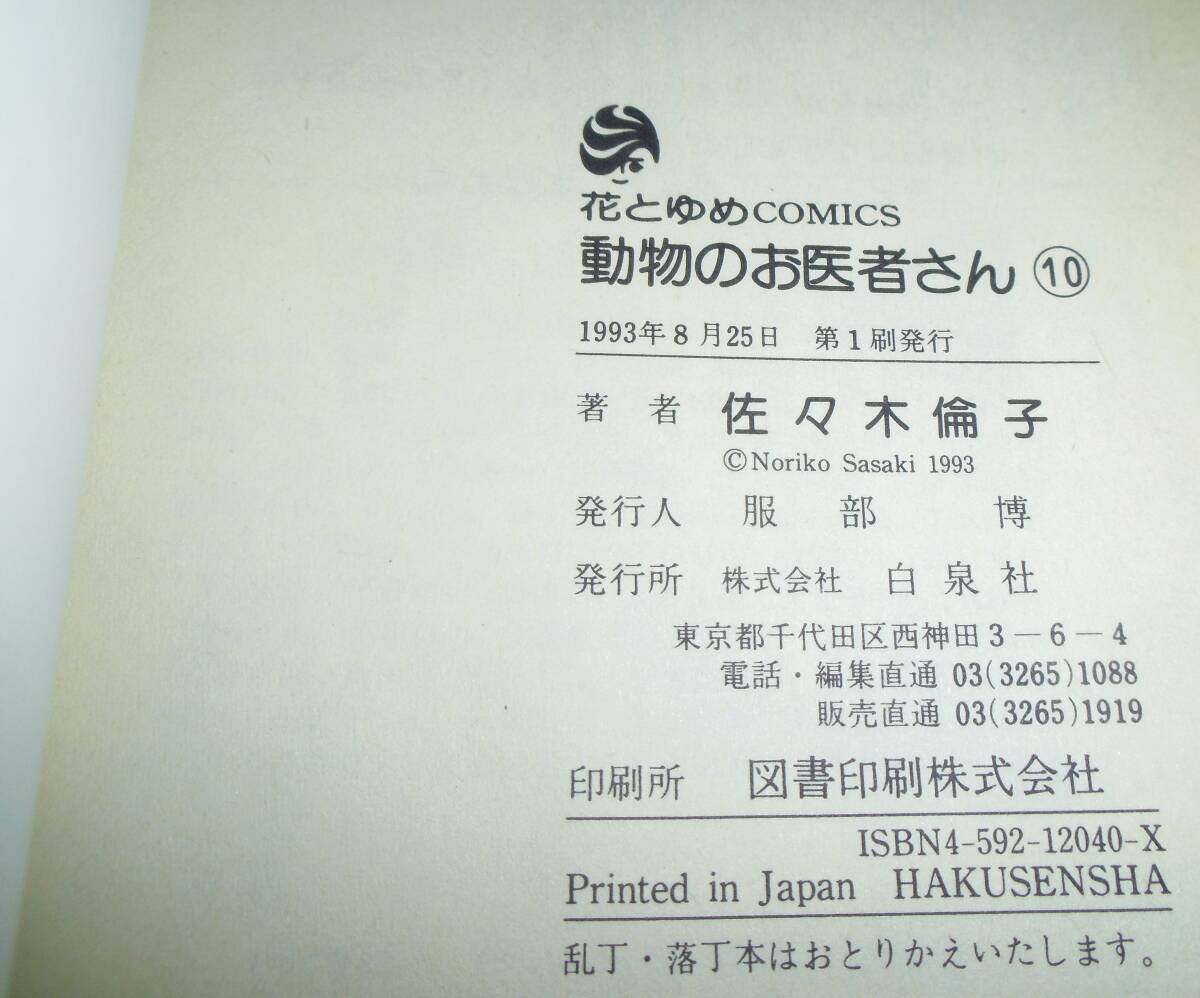 花とゆめCOMICS
動物のお医者さん ⑩
1993年8月25日 第1刷発行
著者 佐々木倫子
©Noriko Sasaki 1993
発行人 服部 博
発行所 株式会社 白泉社
東京都千代田区西神田3－6－4
電話・編集直通 03(3265)1088
販売直通 03(3265)1919
印刷所 図書印刷株式会社
ISBN4-592-12040-X
Printed in Japan HAKUSENSHA
乱丁・落丁本はおとりかえいたします。